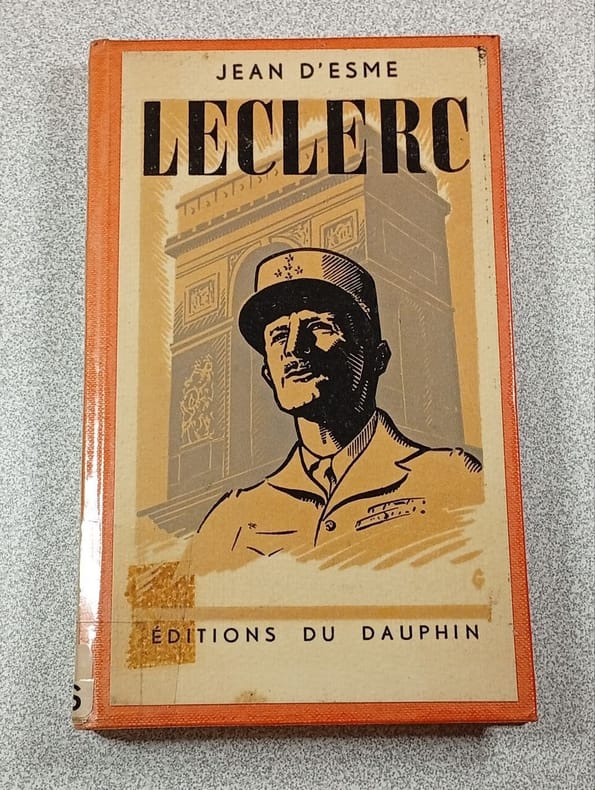 JEAN D'ESME
LECLERC
G
ÉDITIONS DU DAUPHIN
S